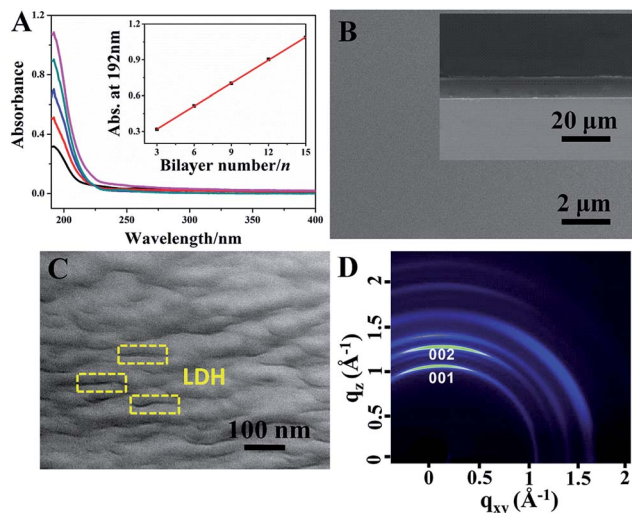 A
Absorbance
1.2
0.8
0.4
0.0
200
250
300
350
400
Wavelength/nm
Abs. at 192nm
1.2
0.9
0.6
0.3
3
6
9
12
15
Bilayer number/n
B
20 μm
2 μm
C
LDH
100 nm
D
qz (Å-1)
2
1.5
1
0.5
0
002
001
0
0.5
1
1.5
2
qxy (Å-1)